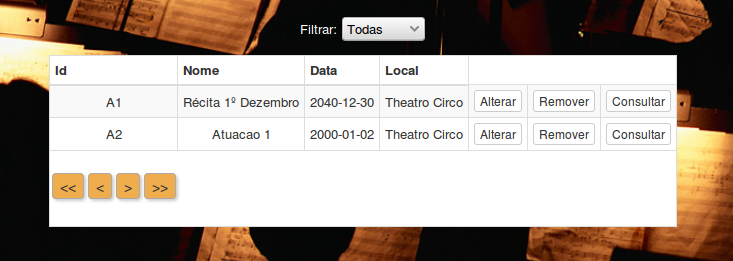 Filtrar: Todas
Id Nome Data Local
A1 Récita 1º Dezembro 2040-12-30 Theatro Circo Alterar Remover Consultar
A2 Atuacao 1 2000-01-02 Theatro Circo Alterar Remover Consultar
<< < > >>